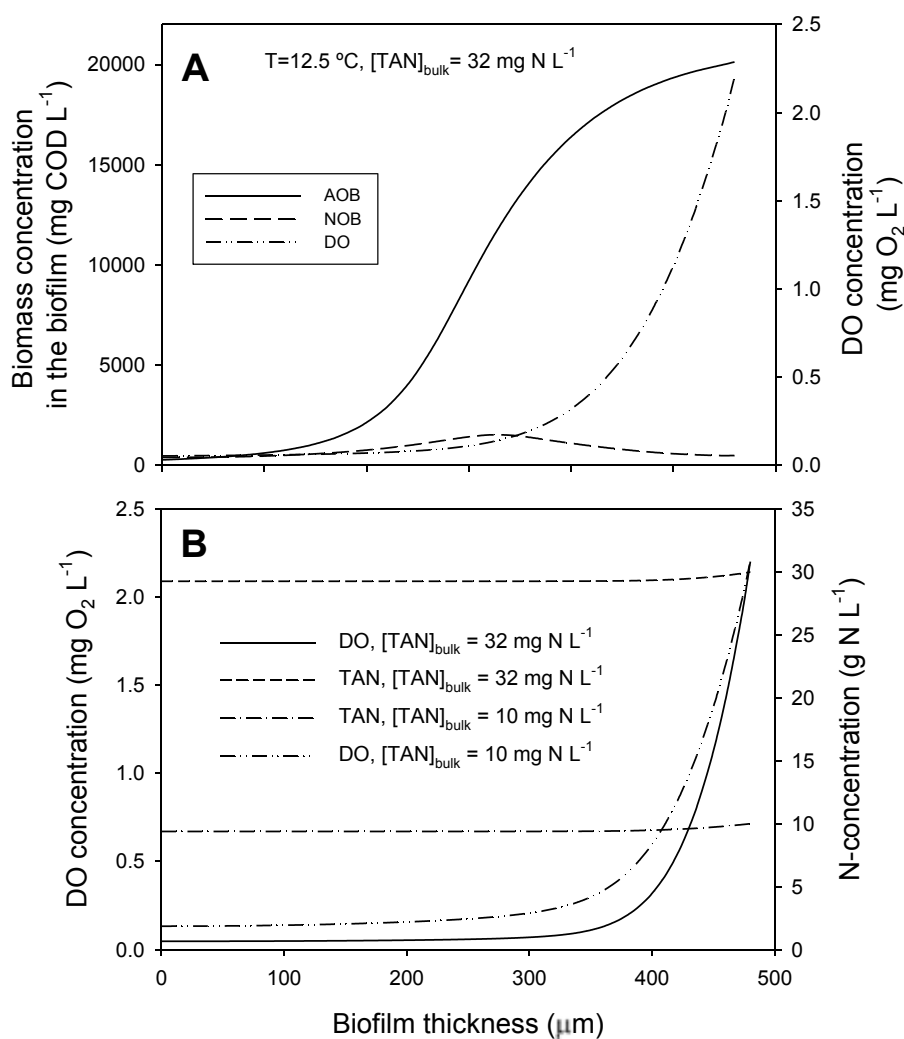 A
T=12.5 ºC, [TAN]bulk= 32 mg N L-1
Biomass concentration
in the biofilm (mg COD L-1)
20000
15000
10000
5000
0
AOB
NOB
DO
2.5
2.0
1.5
1.0
0.5
0.0
DO concentration
(mg O2 L-1)
B
DO concentration (mg O2 L-1)
2.5
2.0
1.5
1.0
0.5
0.0
DO, [TAN]bulk = 32 mg N L-1
TAN, [TAN]bulk = 32 mg N L-1
TAN, [TAN]bulk = 10 mg N L-1
DO, [TAN]bulk = 10 mg N L-1
35
30
25
20
15
10
5
0
N-concentration (g N L-1)
0 100 200 300 400 500
Biofilm thickness (μm)